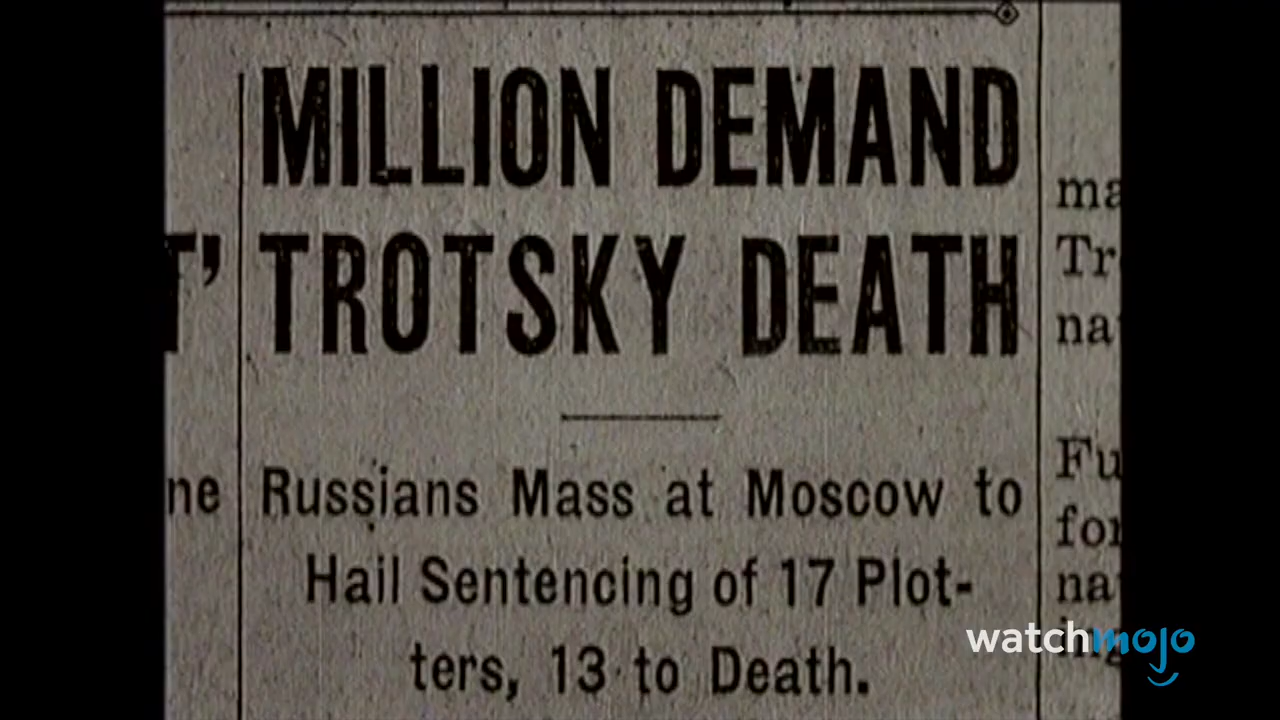 MILLION DEMAND
TROTSKY DEATH
Russians Mass at Moscow to
Hail Sentencing of 17 Plot-
ters, 13 to Death.
watchmojo